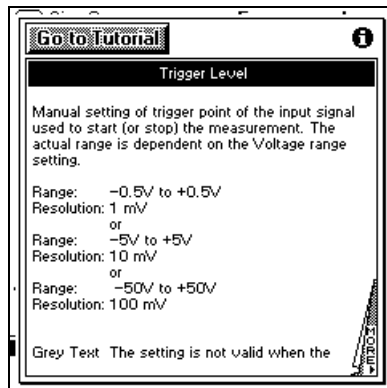 Go to Tutorial
Trigger Level
Manual setting of trigger point of the input signal
used to start (or stop) the measurement. The
actual range is dependent on the Voltage range
setting.
Range: -0.5V to +0.5V
Resolution: 1 mV
or
Range: -5V to +5V
Resolution: 10 mV
or
Range: -50V to +50V
Resolution: 100 mV
Grey Text The setting is not valid when the
MORE